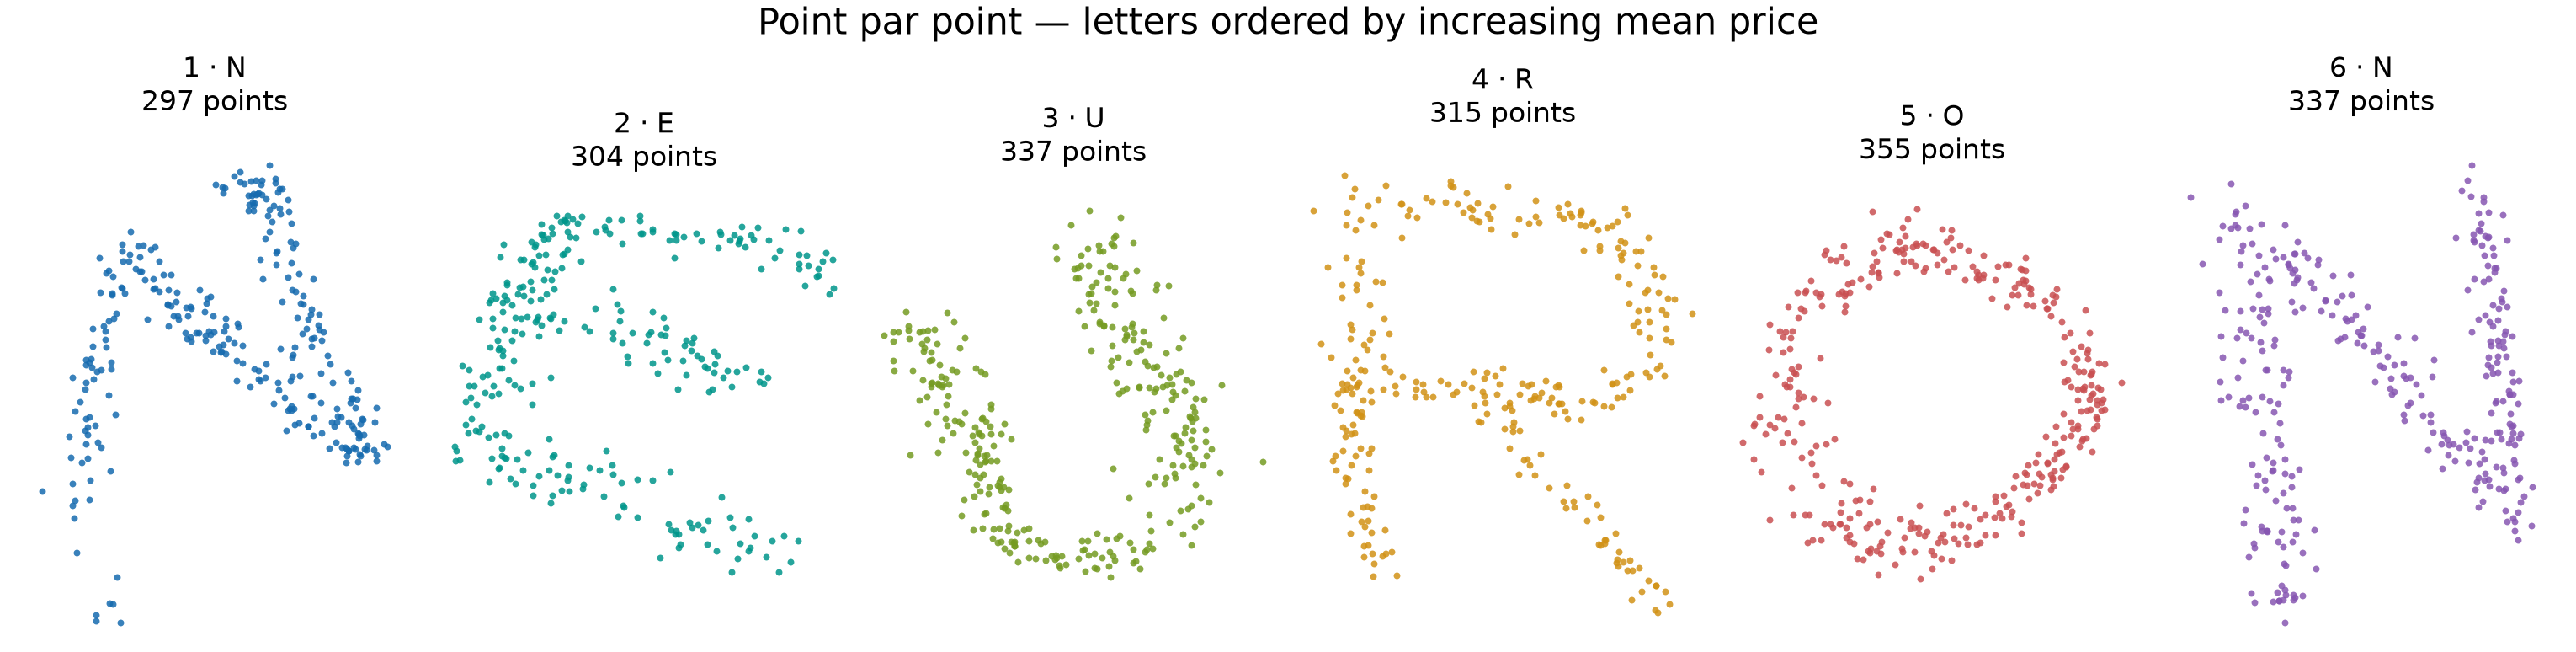 Point par point — letters ordered by increasing mean price
1 · N
297 points
2 · E
304 points
3 · U
337 points
4 · R
315 points
5 · O
355 points
6 · N
337 points
N E U R O N